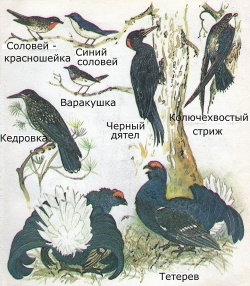 Соловей -
красношейка
Синий
соловей
Варакушка
Кедровка
Черный
дятел
Колючехвостый
стриж
Тетерев